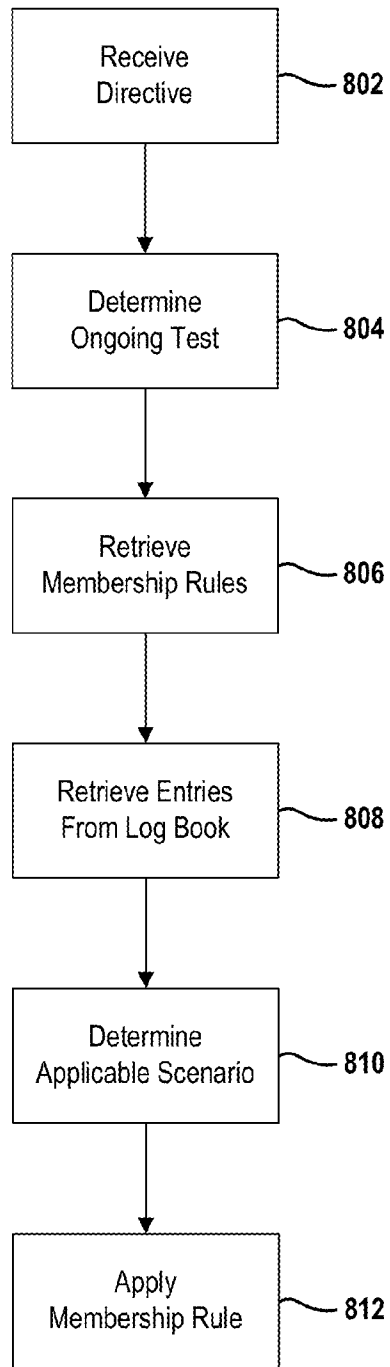 Receive
Directive
802
Determine
Ongoing Test
804
Retrieve
Membership Rules
806
Retrieve Entries
From Log Book
808
Determine
Applicable Scenario
810
Apply
Membership Rule
812